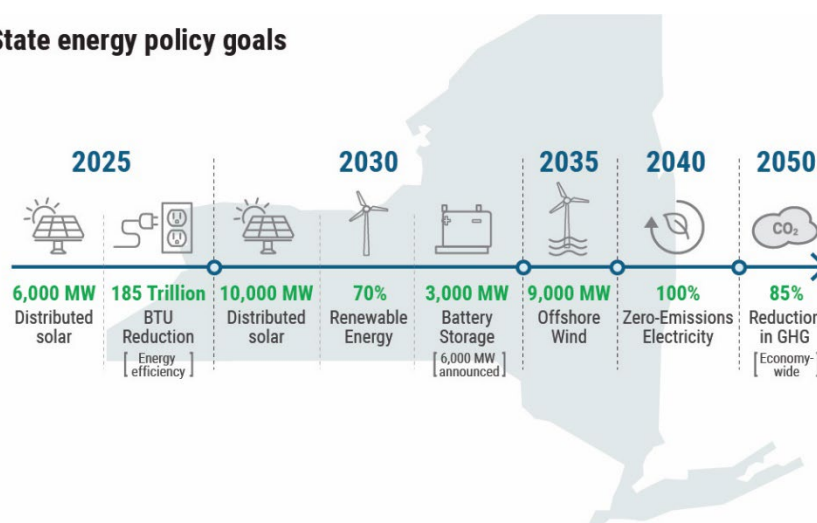 State energy policy goals
2025
2030
2035
2040
2050
CO₂
6,000 MW
Distributed
solar
185 Trillion
BTU
Reduction
[Energy
efficiency]
10,000 MW
Distributed
solar
70%
Renewable
Energy
3,000 MW
Battery
Storage
[6,000 MW
announced]
9,000 MW
Offshore
Wind
100%
Zero-Emissions
Electricity
85%
Reduction
in GHG
[Economy-
wide]